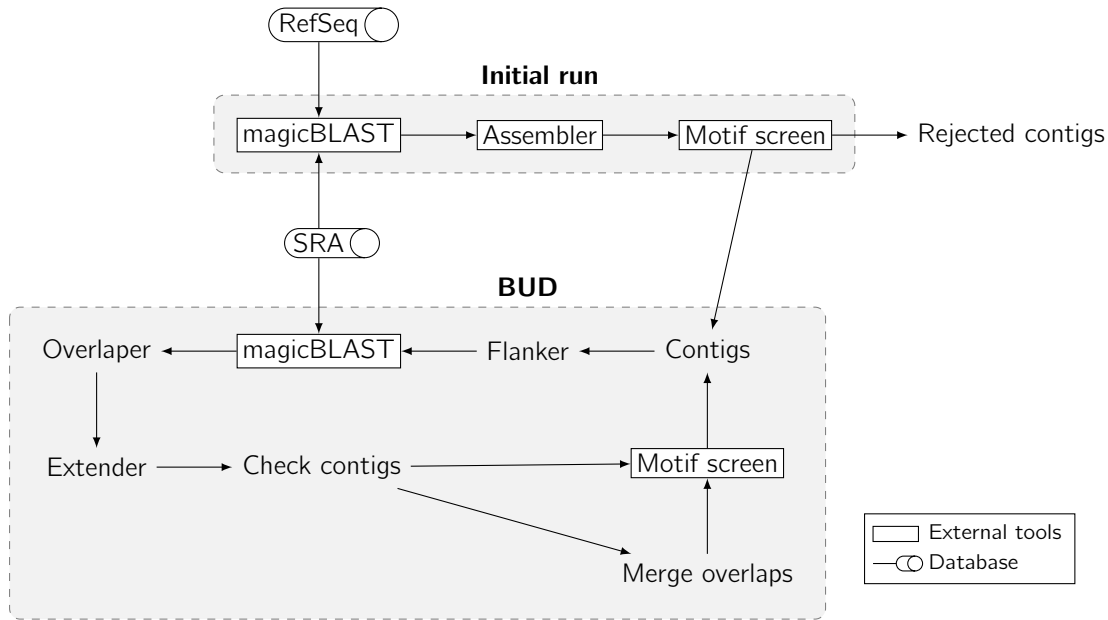 RefSeq
Initial run
magicBLAST
Assembler
Motif screen
Rejected contigs
SRA
BUD
Overlaper
magicBLAST
Flanker
Contigs
Extender
Check contigs
Motif screen
Merge overlaps
External tools
Database